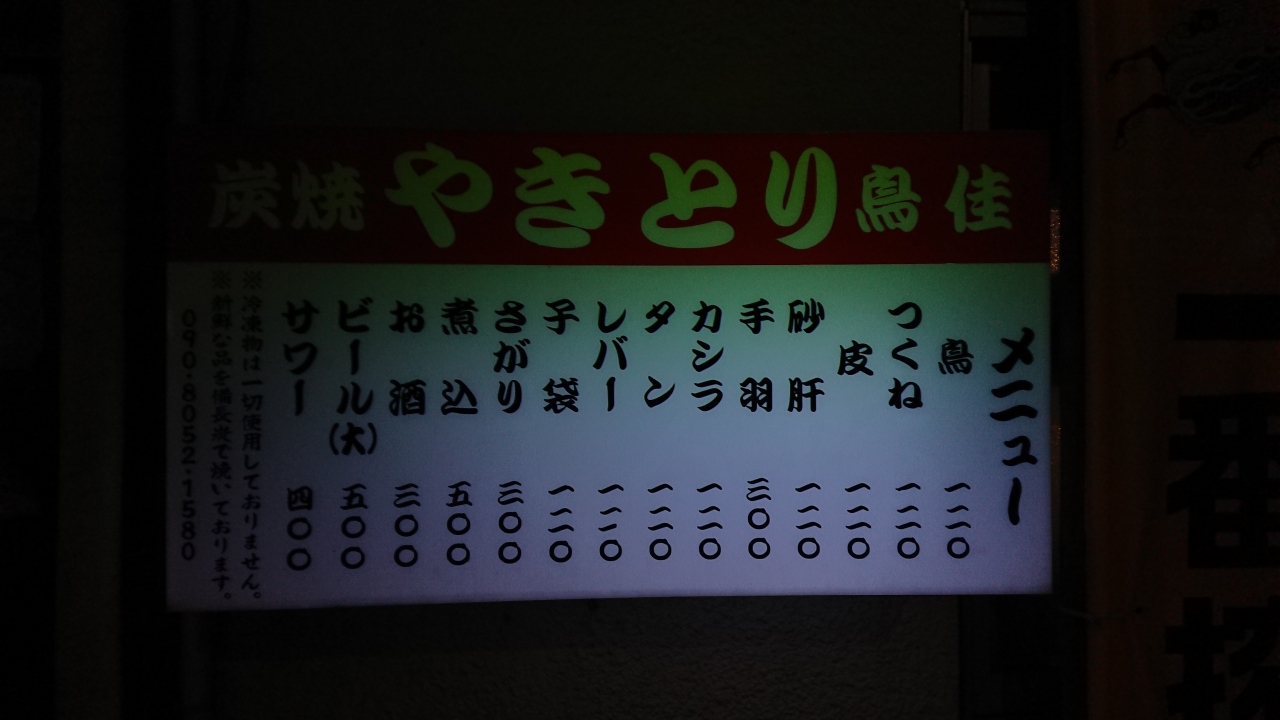 炭焼 やきとり 鳥佳
メニュー
鳥 一二〇
つくね 一二〇
皮 一二〇
砂肝 一二〇
手羽 三〇〇
カシラ 一二〇
タン 一二〇
レバー 一一〇
子袋 一二〇
さがり 三〇〇
煮込 五〇〇
お酒 三〇〇
ビール(大) 五〇〇
サワー 四〇〇
※冷凍物は一切使用しておりません。
※新鮮な品を備長炭で焼いております。
090-8052-1580
一番搾